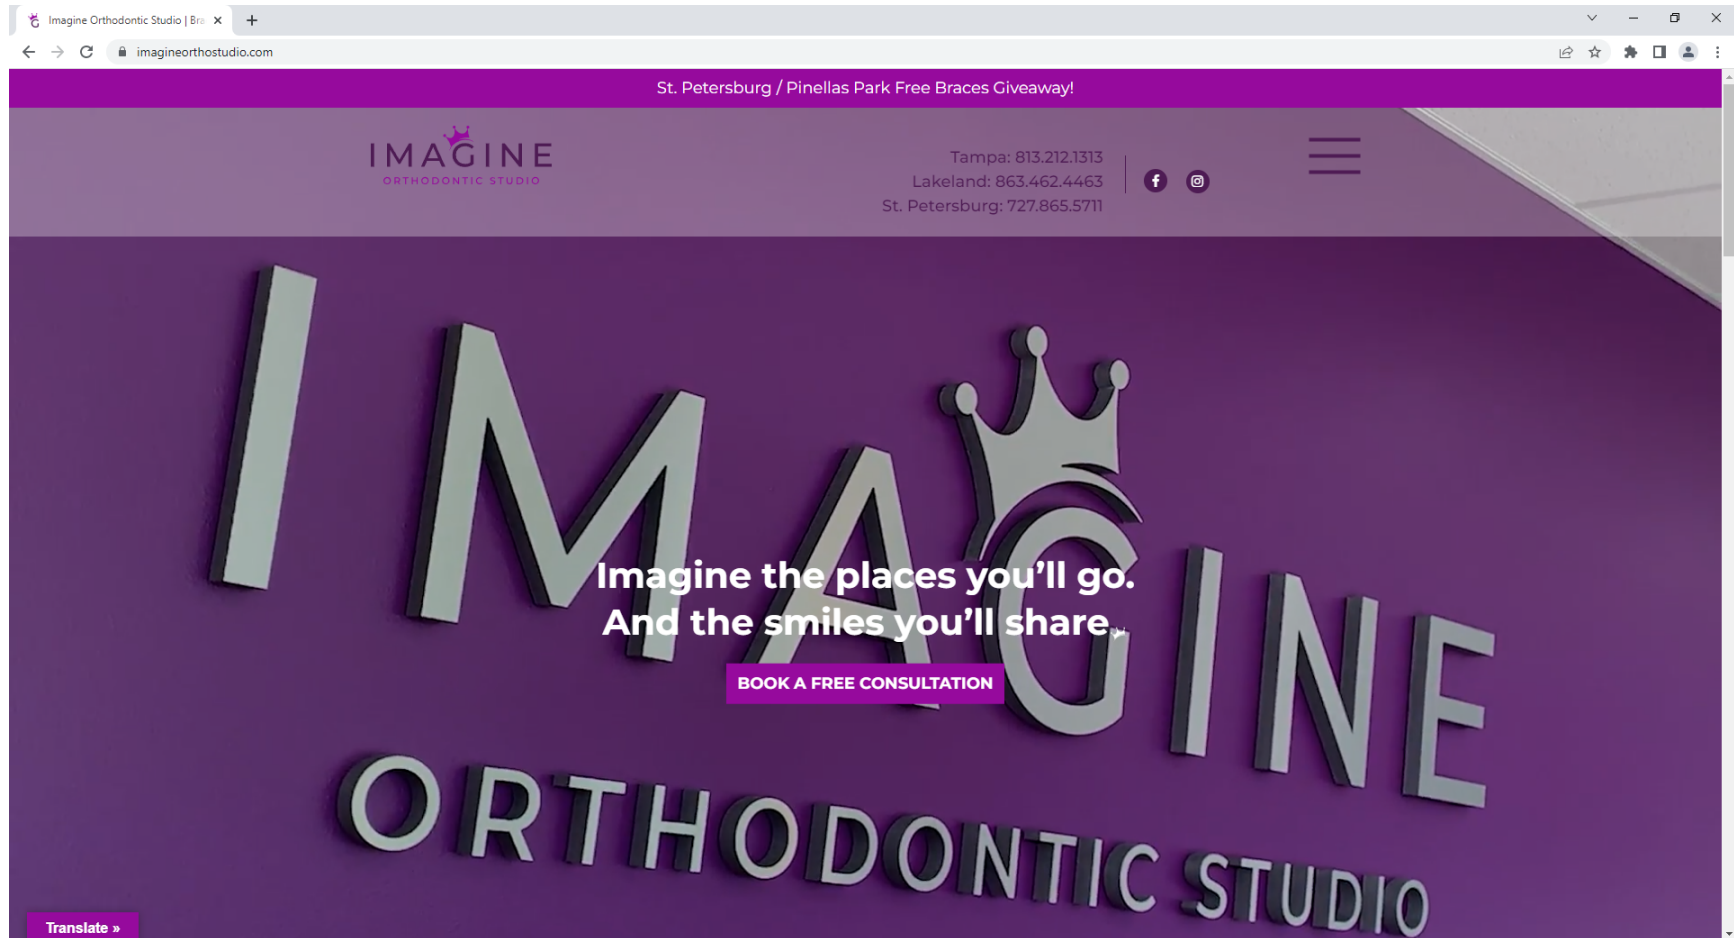 Imagine Orthodontic Studio | Bra
imagineorthostudio.com
St. Petersburg / Pinellas Park Free Braces Giveaway!
IMAGINE
ORTHODONTIC STUDIO
Tampa: 813.212.1313
Lakeland: 863.462.4463
St. Petersburg: 727.865.5711
IMAGINE
Imagine the places you’ll go.
And the smiles you’ll share.
BOOK A FREE CONSULTATION
ORTHODONTIC STUDIO
Translate »